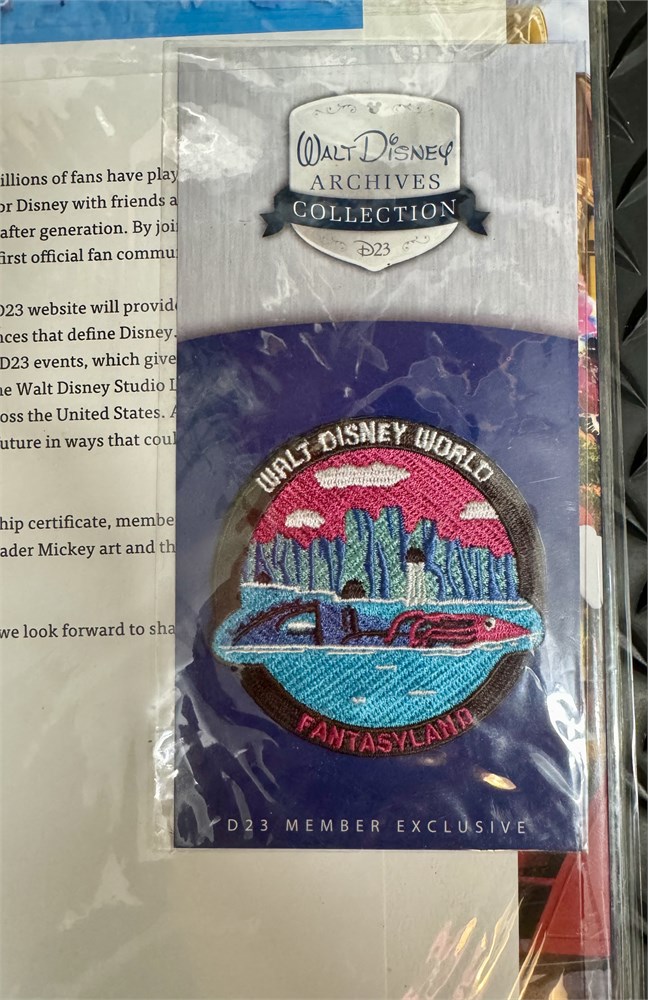 illions of fans have play
or Disney with friends a
after generation. By joi
first official fan commu
D23 website will provid
nces that define Disney.
D23 events, which give
e Walt Disney Studio L
oss the United States. A
uture in ways that coul
hip certificate, membe
ader Mickey art and th
we look forward to sha
WALT DISNEY
ARCHIVES
COLLECTION
D23
WALT DISNEY WORLD
FANTASYLAND
D23 MEMBER EXCLUSIVE